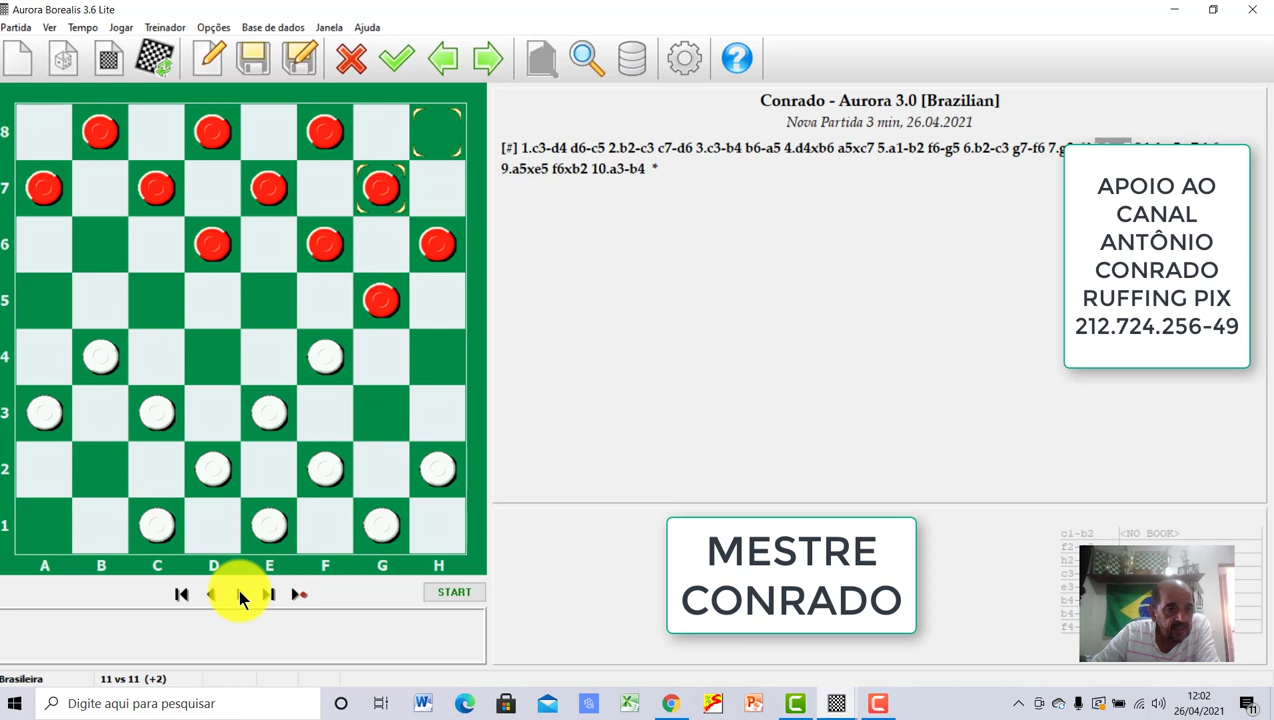 Aurora Borealis 3.6 Lite
Partida Ver Tempo Jogar Treinador Opções Base de dados Janela Ajuda
Conrado - Aurora 3.0 [Brazilian]
Nova Partida 3 min, 26.04.2021
[#] 1.c3-d4 d6-c5 2.b2-c3 c7-d6 3.c3-b4 b6-a5 4.d4xb6 a5xc7 5.a1-b2 f6-g5 6.b2-c3 g7-f6
9.a5xe5 f6xb2 10.a3-b4 *
APOIO AO
CANAL
ANTÔNIO
CONRADO
RUFFING PIX
212.724.256-49
8
7
6
5
4
3
2
1
A B C D E F G H
START
MESTRE
CONRADO
c1-b2 <NO BOOK>
Brasileira 11 vs 11 (+2)
Digite aqui para pesquisar
12:02
26/04/2021
11